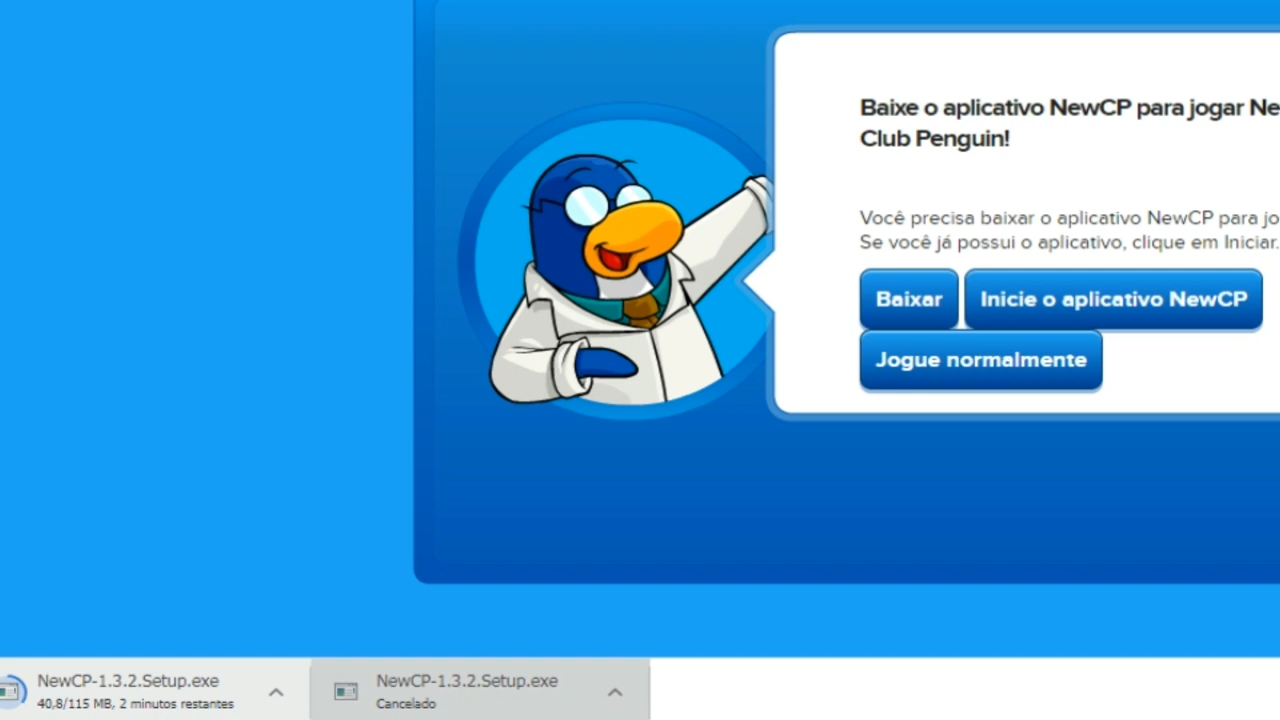 Baixe o aplicativo NewCP para jogar Ne
Club Penguin!
Você precisa baixar o aplicativo NewCP para jo
Se você já possui o aplicativo, clique em Iniciar.
Baixar
Inicie o aplicativo NewCP
Jogue normalmente
NewCP-1.3.2.Setup.exe
40,8/115 MB, 2 minutos restantes
NewCP-1.3.2.Setup.exe
Cancelado